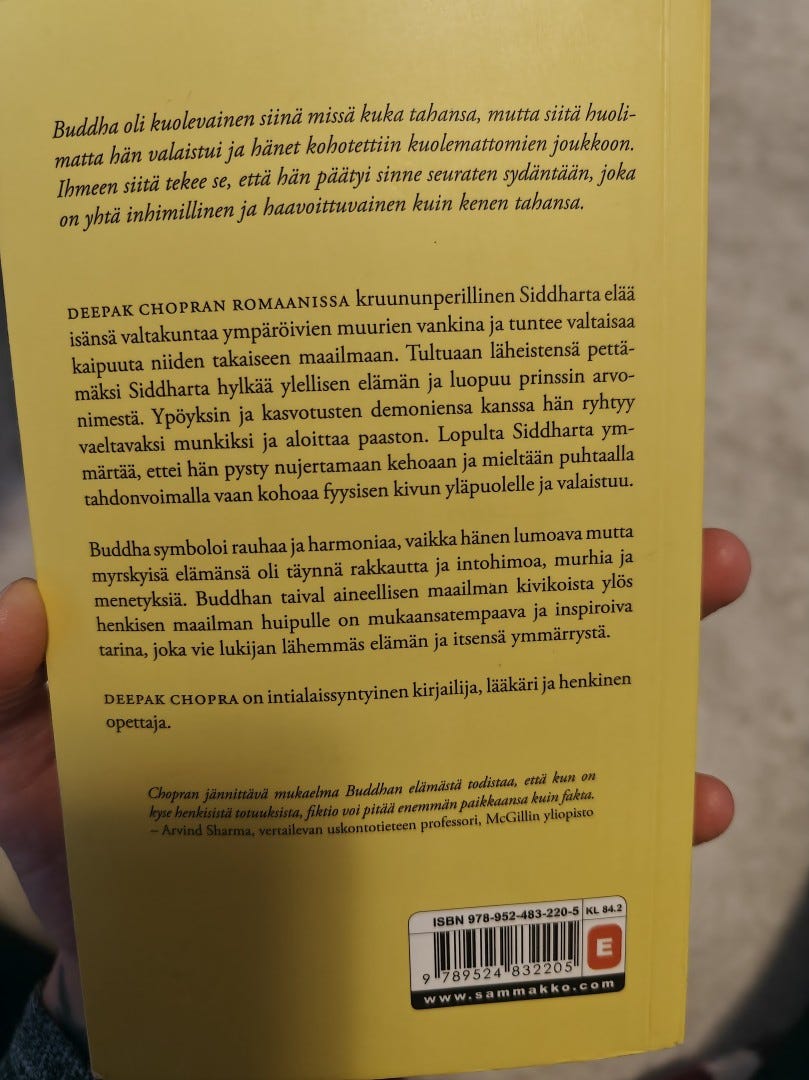 Buddha oli kuolevainen siinä missä kuka tahansa, mutta siitä huoli-
matta hän valaistui ja hänet kohotettiin kuolemattomien joukkoon.
Ihmeen siitä tekee se, että hän päätyi sinne seuraten sydäntään, joka
on yhtä inhimillinen ja haavoittuvainen kuin kenen tahansa.
DEEPAK CHOPRAN ROMAANISSA kruununperillinen Siddharta elää
isänsä valtakuntaa ympäröivien muurien vankina ja tuntee valtaisaa
kaipuuta niiden takaiseen maailmaan. Tultuaan läheistensä pettä-
mäksi Siddharta hylkää ylellisen elämän ja luopuu prinssin arvo-
nimestä. Ypöyksin ja kasvotusten demoniensa kanssa hän ryhtyy
vaeltavaksi munkiksi ja aloittaa paaston. Lopulta Siddharta ym-
märtää, ettei hän pysty nujertamaan kehoaan ja mieltään puhtaalla
tahdonvoimalla vaan kohoaa fyysisen kivun yläpuolelle ja valaistuu.
Buddha symboloi rauhaa ja harmoniaa, vaikka hänen lumoava mutta
myrskyisä elämänsä oli täynnä rakkautta ja intohimoa, murhia ja
menetyksiä. Buddhan taival aineellisen maailman kivikoista ylös
henkisen maailman huipulle on mukaansatempaava ja inspiroiva
tarina, joka vie lukijan lähemmäs elämän ja itsensä ymmärrystä.
DEEPAK CHOPRA on intialaissyntyinen kirjailija, lääkäri ja henkinen
opettaja.
Chopran jännittävä mukaelma Buddhan elämästä todistaa, että kun on
kyse henkisistä totuuksista, fiktio voi pitää enemmän paikkaansa kuin fakta.
– Arvind Sharma, vertailevan uskontotieteen professori, McGillin yliopisto
ISBN 978-952-483-220-5 KL 84.2
E
9 789524 832205
www.sammakko.com